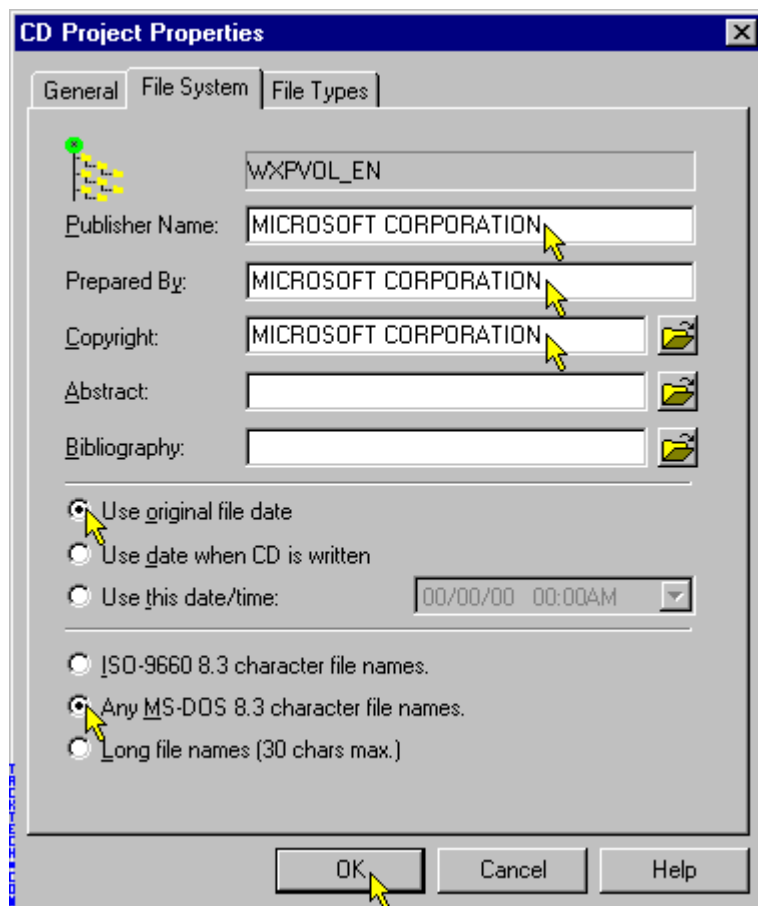 CD Project Properties
General File System File Types
WXPVOL_EN
Publisher Name: MICROSOFT CORPORATION
Prepared By: MICROSOFT CORPORATION
Copyright: MICROSOFT CORPORATION
Abstract:
Bibliography:
Use original file date
Use date when CD is written
Use this date/time: 00/00/00 00:00AM
ISO-9660 8.3 character file names.
Any MS-DOS 8.3 character file names.
Long file names (30 chars max.)
OK Cancel Help